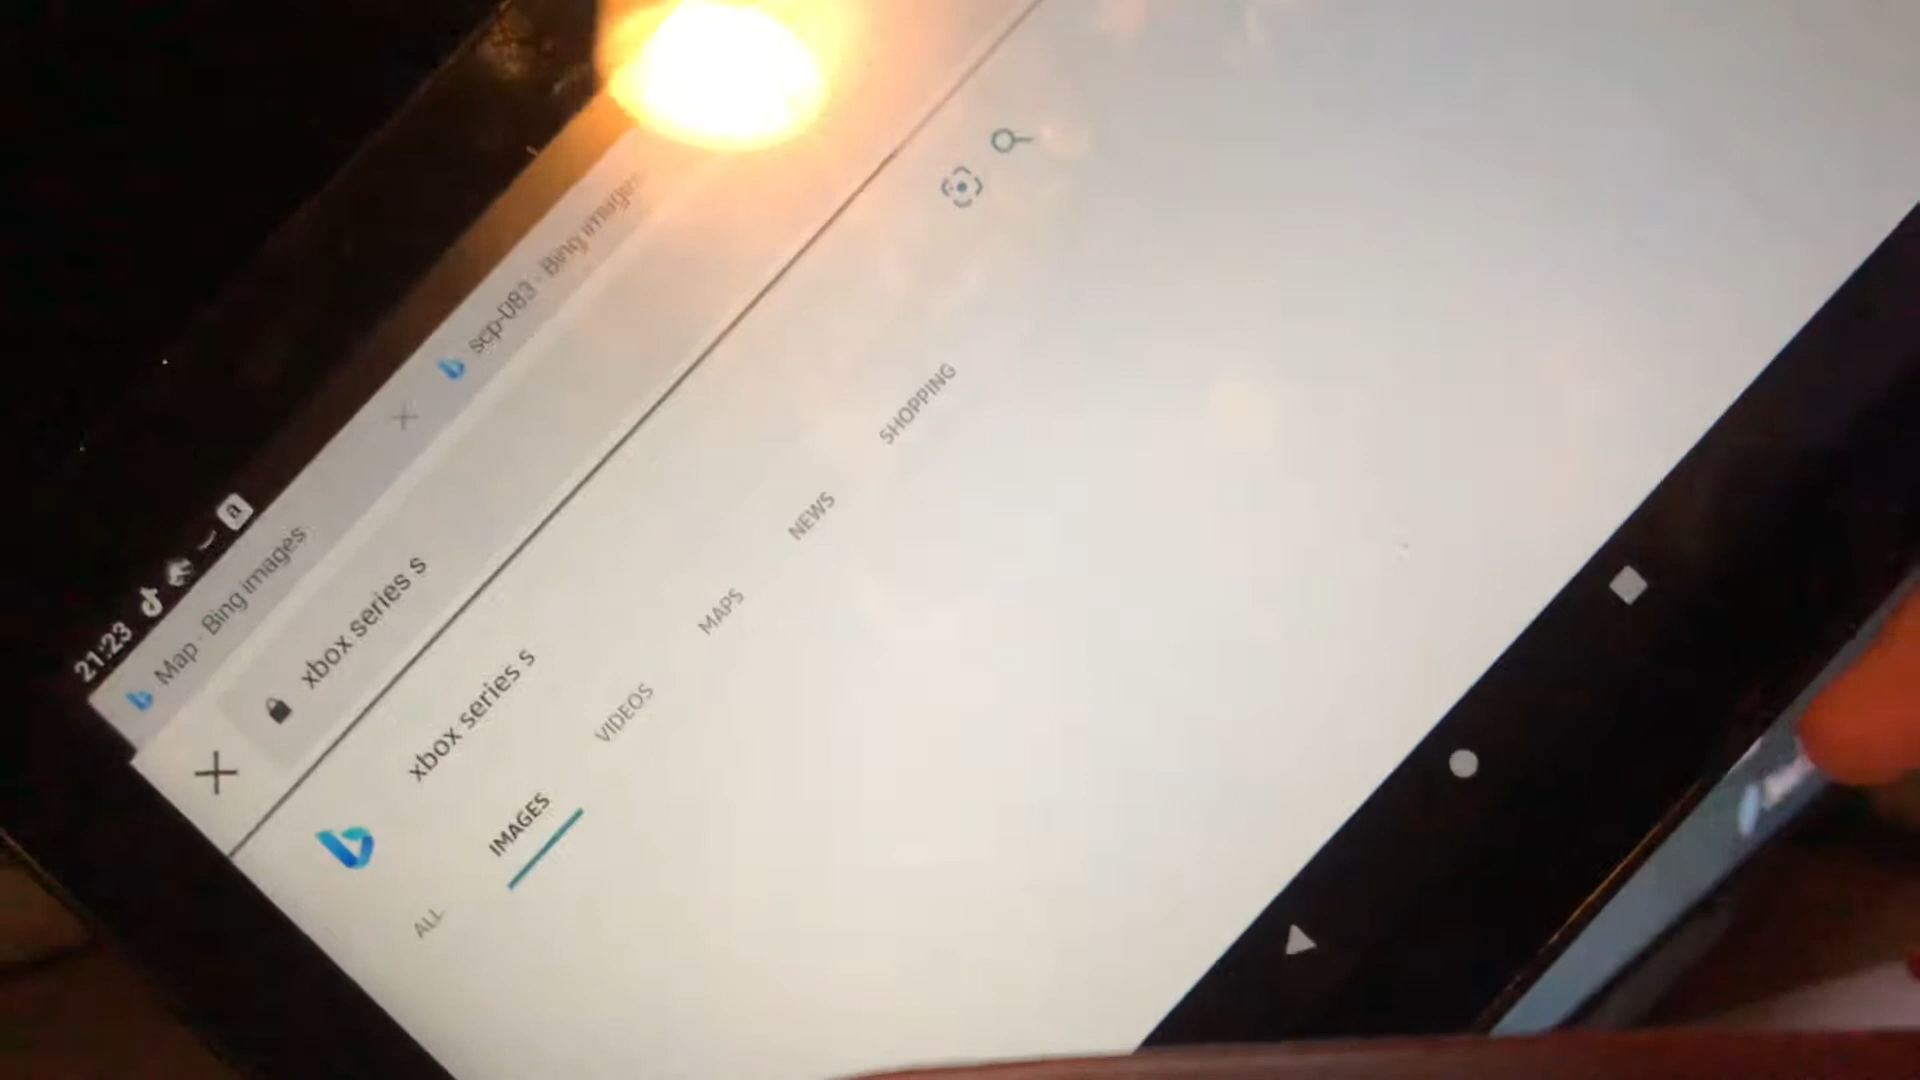 21:23
Map - Bing images
scp-083 - Bing images
xbox series s
xbox series s
ALL IMAGES VIDEOS MAPS NEWS SHOPPING